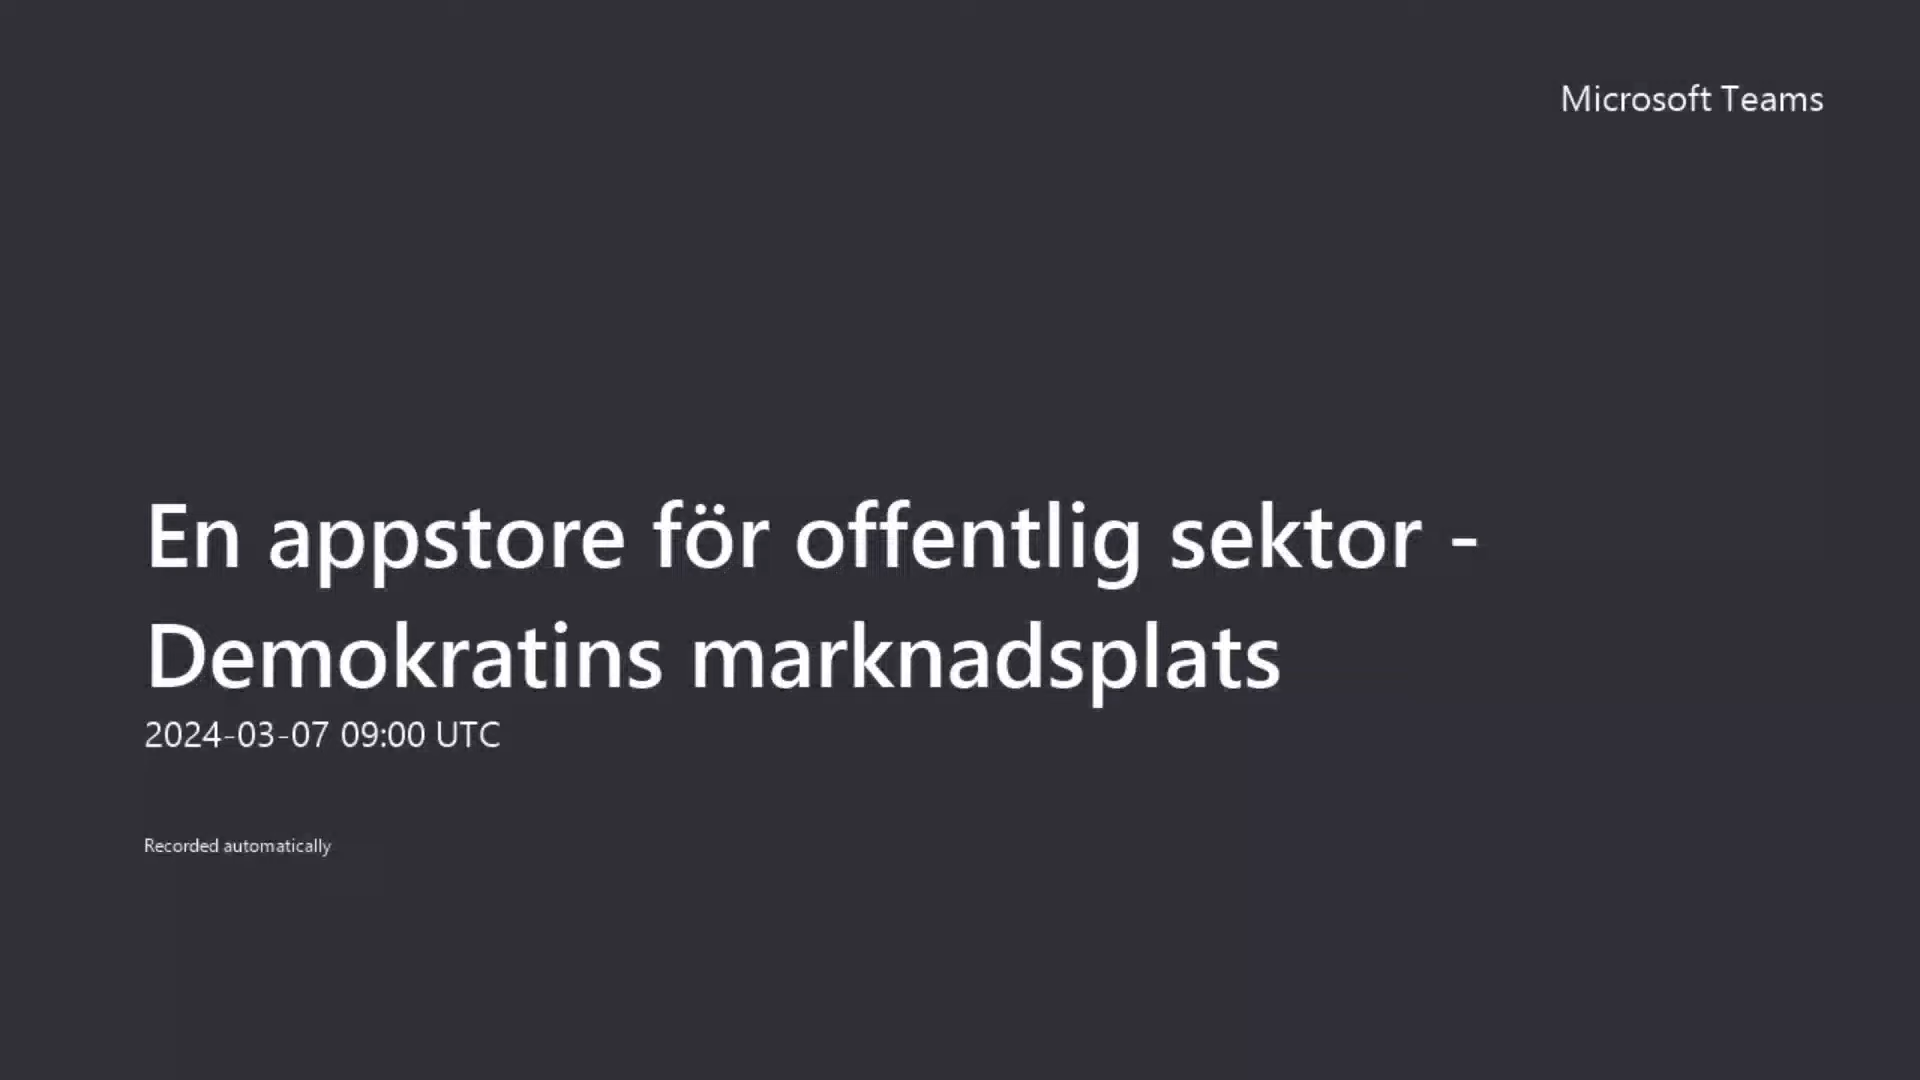 Microsoft Teams
En appstore för offentlig sektor -
Demokratins marknadsplats
2024-03-07 09:00 UTC
Recorded automatically